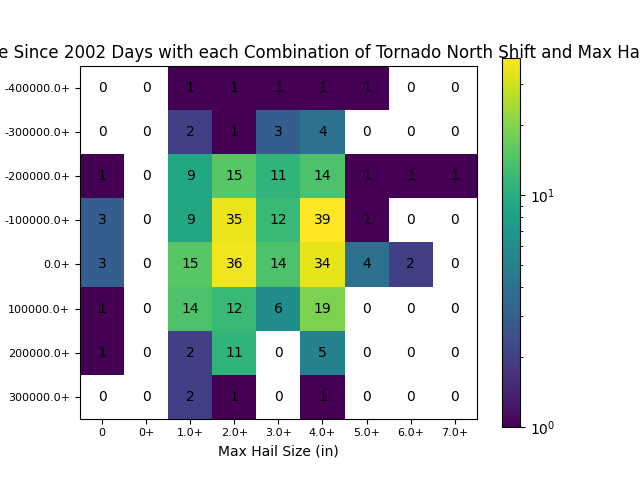 e Since 2002 Days with each Combination of Tornado North Shift and Max Ha
-400000.0+ 0 0 1 1 1 1 1 0 0
-300000.0+ 0 0 2 1 3 4 0 0 0
-200000.0+ 1 0 9 15 11 14 1 1 1
-100000.0+ 3 0 9 35 12 39 1 0 0
0.0+ 3 0 15 36 14 34 4 2 0
100000.0+ 1 0 14 12 6 19 0 0 0
200000.0+ 1 0 2 11 0 5 0 0 0
300000.0+ 0 0 2 1 0 1 0 0 0
0 0+ 1.0+ 2.0+ 3.0+ 4.0+ 5.0+ 6.0+ 7.0+
Max Hail Size (in)
10¹
10⁰